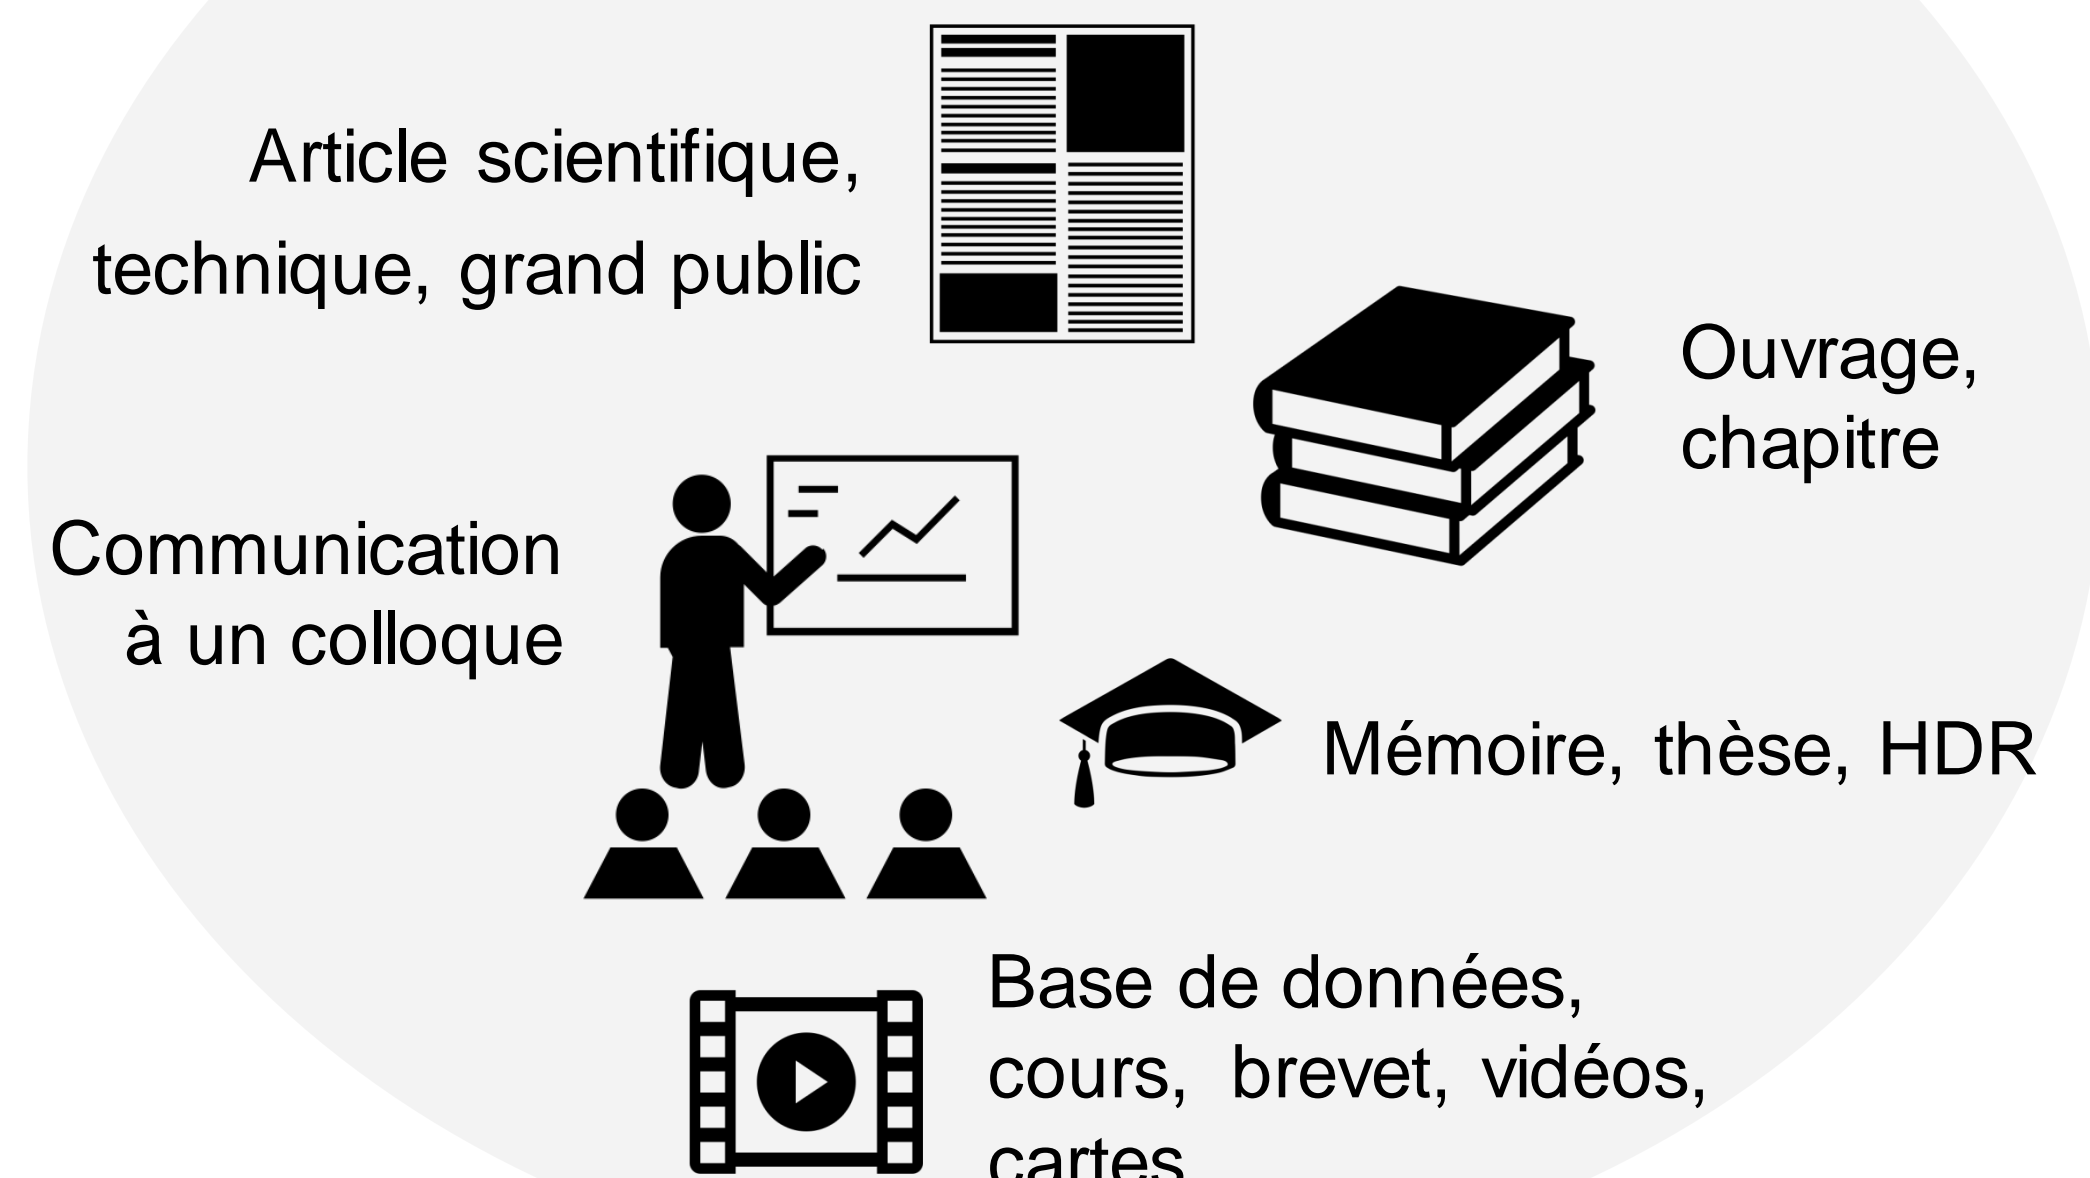 Article scientifique,
technique, grand public
Ouvrage,
chapitre
Communication
à un colloque
Mémoire, thèse, HDR
Base de données,
cours, brevet, vidéos,
cartes